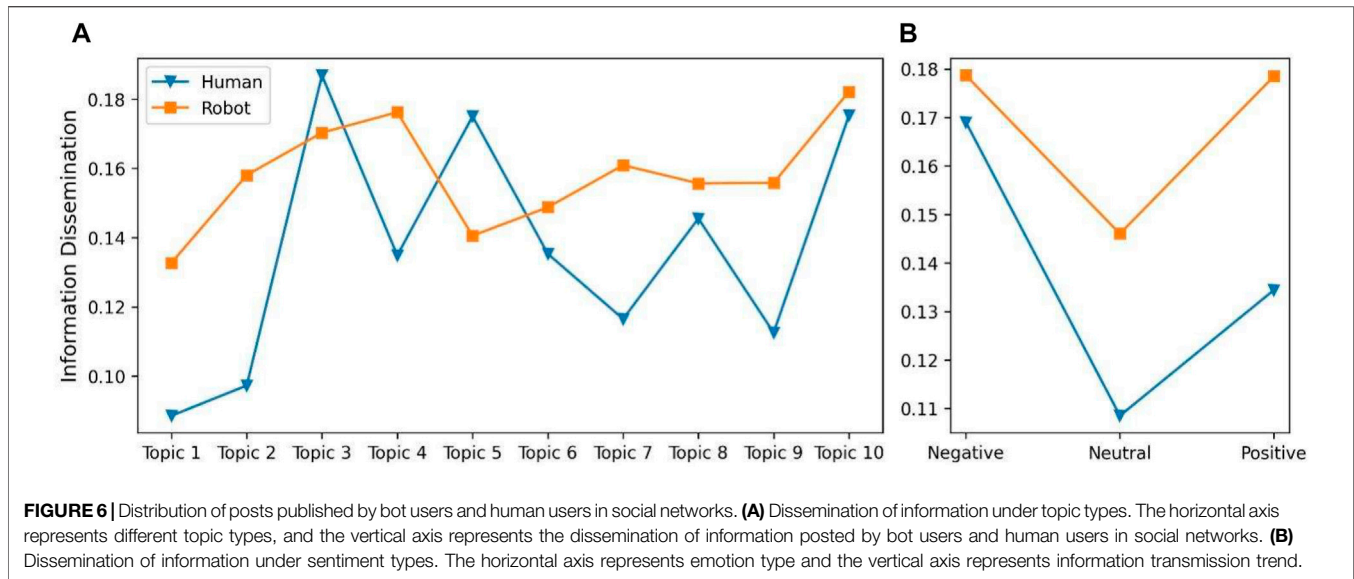 A
B
Human
Robot
Information Dissemination
0.18
0.16
0.14
0.12
0.10
Topic 1 Topic 2 Topic 3 Topic 4 Topic 5 Topic 6 Topic 7 Topic 8 Topic 9 Topic 10
0.18
0.17
0.16
0.15
0.14
0.13
0.12
0.11
Negative Neutral Positive
FIGURE 6 | Distribution of posts published by bot users and human users in social networks. (A) Dissemination of information under topic types. The horizontal axis
represents different topic types, and the vertical axis represents the dissemination of information posted by bot users and human users in social networks. (B)
Dissemination of information under sentiment types. The horizontal axis represents emotion type and the vertical axis represents information transmission trend.